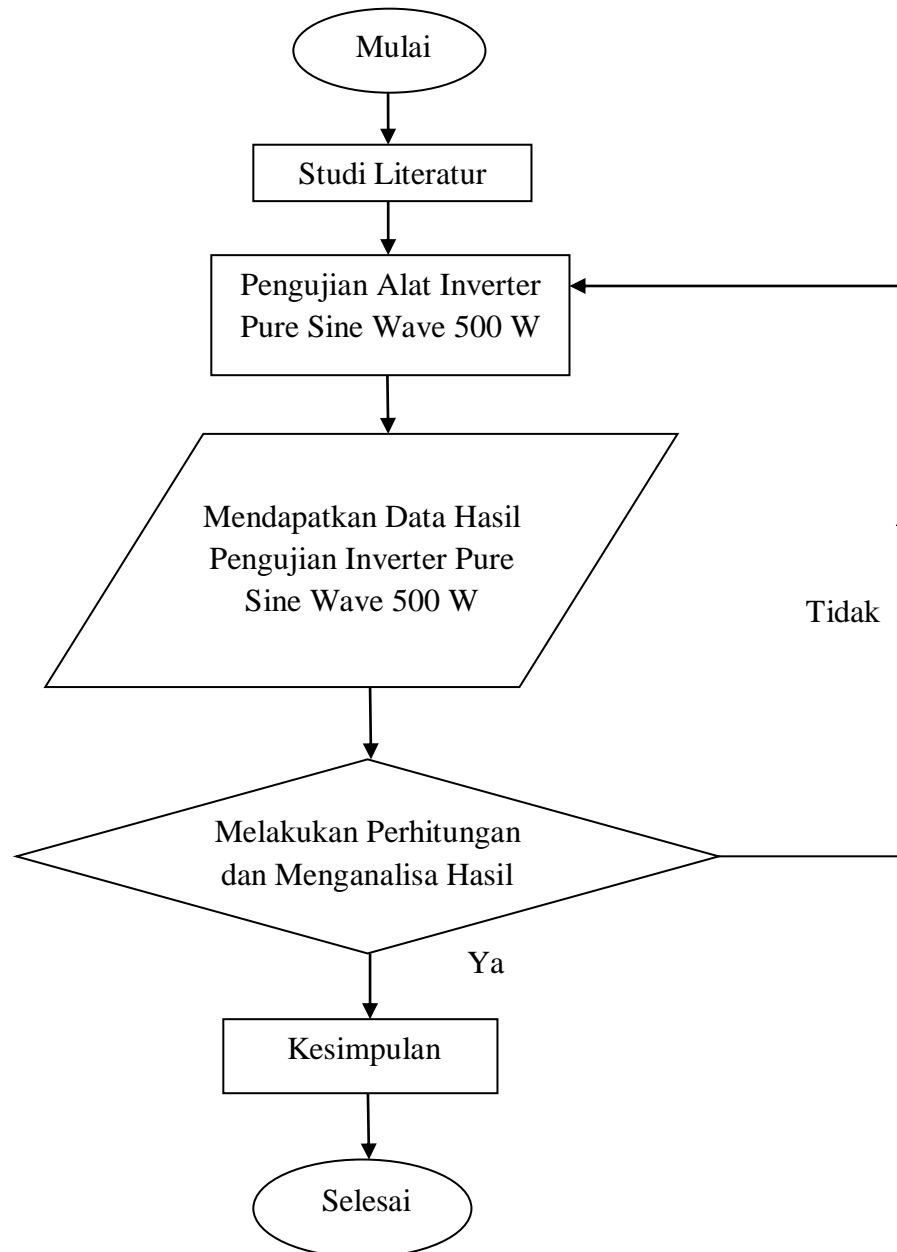 Mulai
Studi Literatur
Pengujian Alat Inverter
Pure Sine Wave 500 W
Mendapatkan Data Hasil
Pengujian Inverter Pure
Sine Wave 500 W
Tidak
Melakukan Perhitungan
dan Menganalisa Hasil
Ya
Kesimpulan
Selesai